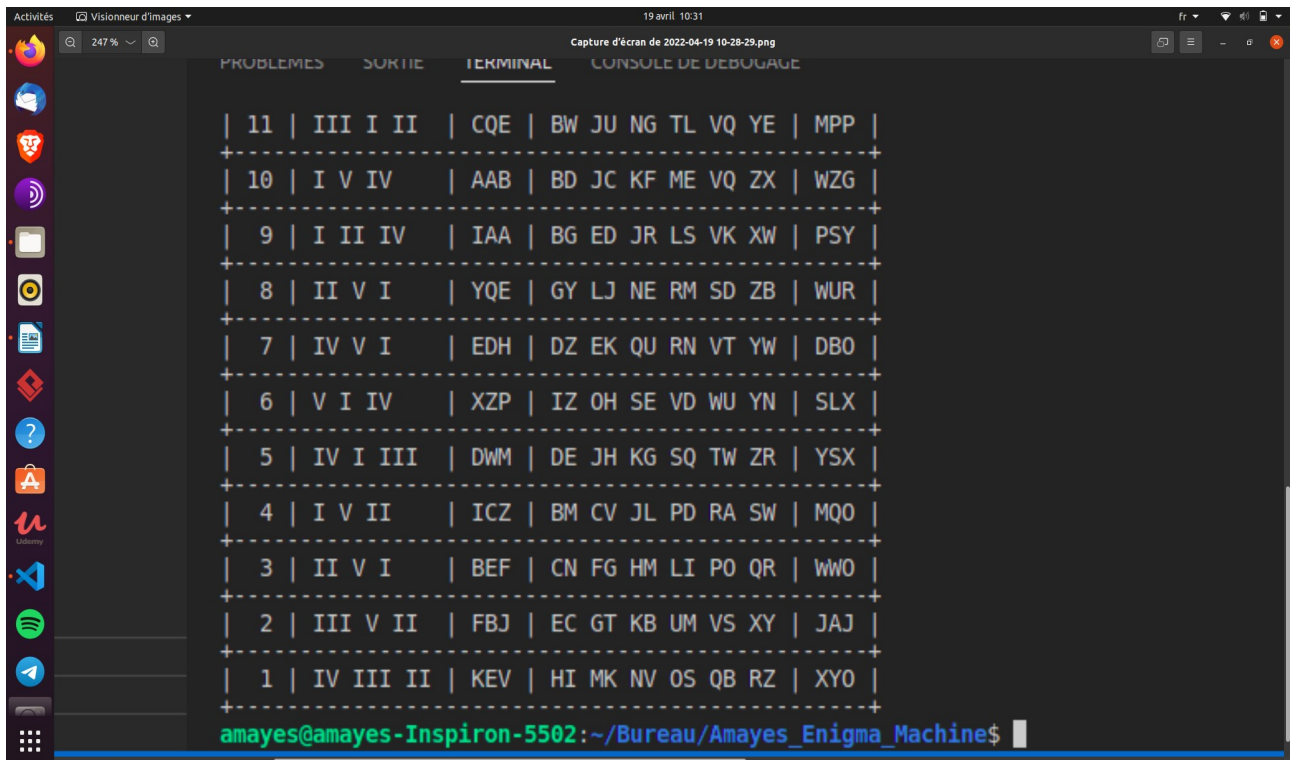 Activités Visionneur d'images 19 avril 10:31 fr
247 % Capture d'écran de 2022-04-19 10-28-29.png
PROBLÈMES SORTIE TERMINAL CONSOLE DE DÉBOGAGE
| 11 | III I II | CQE | BW JU NG TL VQ YE | MPP |
+-------------------------------------------------+
| 10 | I V IV | AAB | BD JC KF ME VQ ZX | WZG |
+-------------------------------------------------+
| 9 | I II IV | IAA | BG ED JR LS VK XW | PSY |
+-------------------------------------------------+
| 8 | II V I | YQE | GY LJ NE RM SD ZB | WUR |
+-------------------------------------------------+
| 7 | IV V I | EDH | DZ EK QU RN VT YW | DBO |
+-------------------------------------------------+
| 6 | V I IV | XZP | IZ OH SE VD WU YN | SLX |
+-------------------------------------------------+
| 5 | IV I III | DWM | DE JH KG SQ TW ZR | YSX |
+-------------------------------------------------+
| 4 | I V II | ICZ | BM CV JL PD RA SW | MQO |
+-------------------------------------------------+
| 3 | II V I | BEF | CN FG HM LI PO QR | WWO |
+-------------------------------------------------+
| 2 | III V II | FBJ | EC GT KB UM VS XY | JAJ |
+-------------------------------------------------+
| 1 | IV III II | KEV | HI MK NV OS QB RZ | XYO |
+-------------------------------------------------+
amayes@amayes-Inspiron-5502:~/Bureau/Amayes_Enigma_Machine$
Udemy